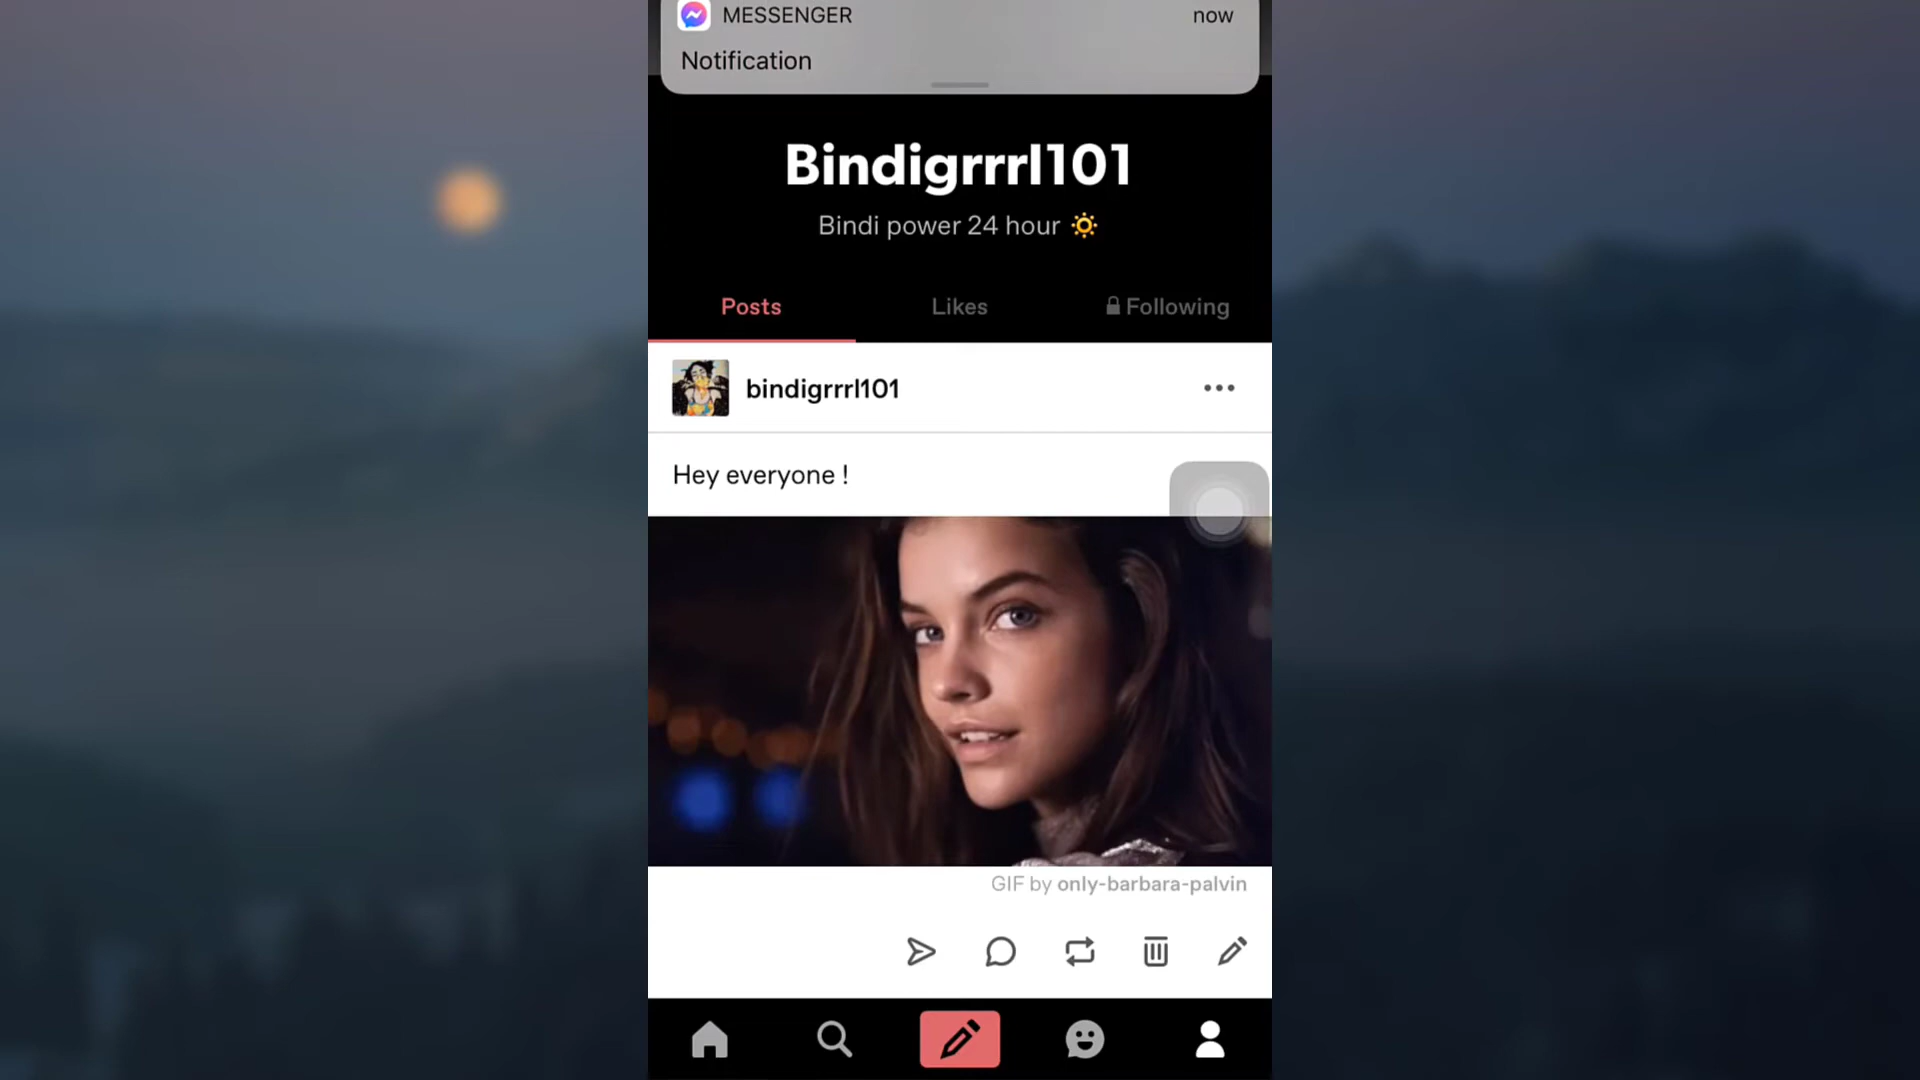 MESSENGER now
Notification
Bindigrrrl101
Bindi power 24 hour 🔅
Posts Likes Following
bindigrrrl101
Hey everyone !
GIF by only-barbara-palvin